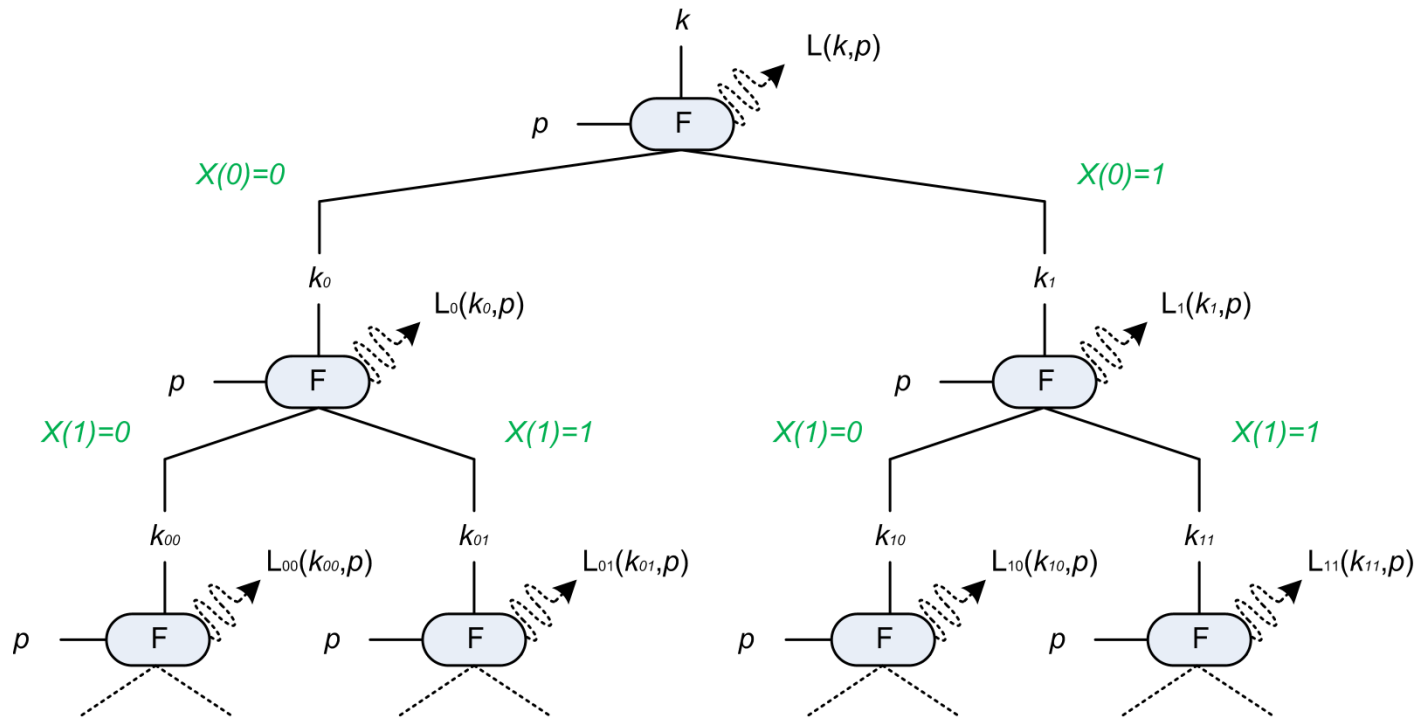 k
L(k,p)
p F
X(0)=0 X(0)=1
k₀ k₁
L₀(k₀,p) L₁(k₁,p)
p F p F
X(1)=0 X(1)=1 X(1)=0 X(1)=1
k₀₀ k₀₁ k₁₀ k₁₁
L₀₀(k₀₀,p) L₀₁(k₀₁,p) L₁₀(k₁₀,p) L₁₁(k₁₁,p)
p F p F p F p F